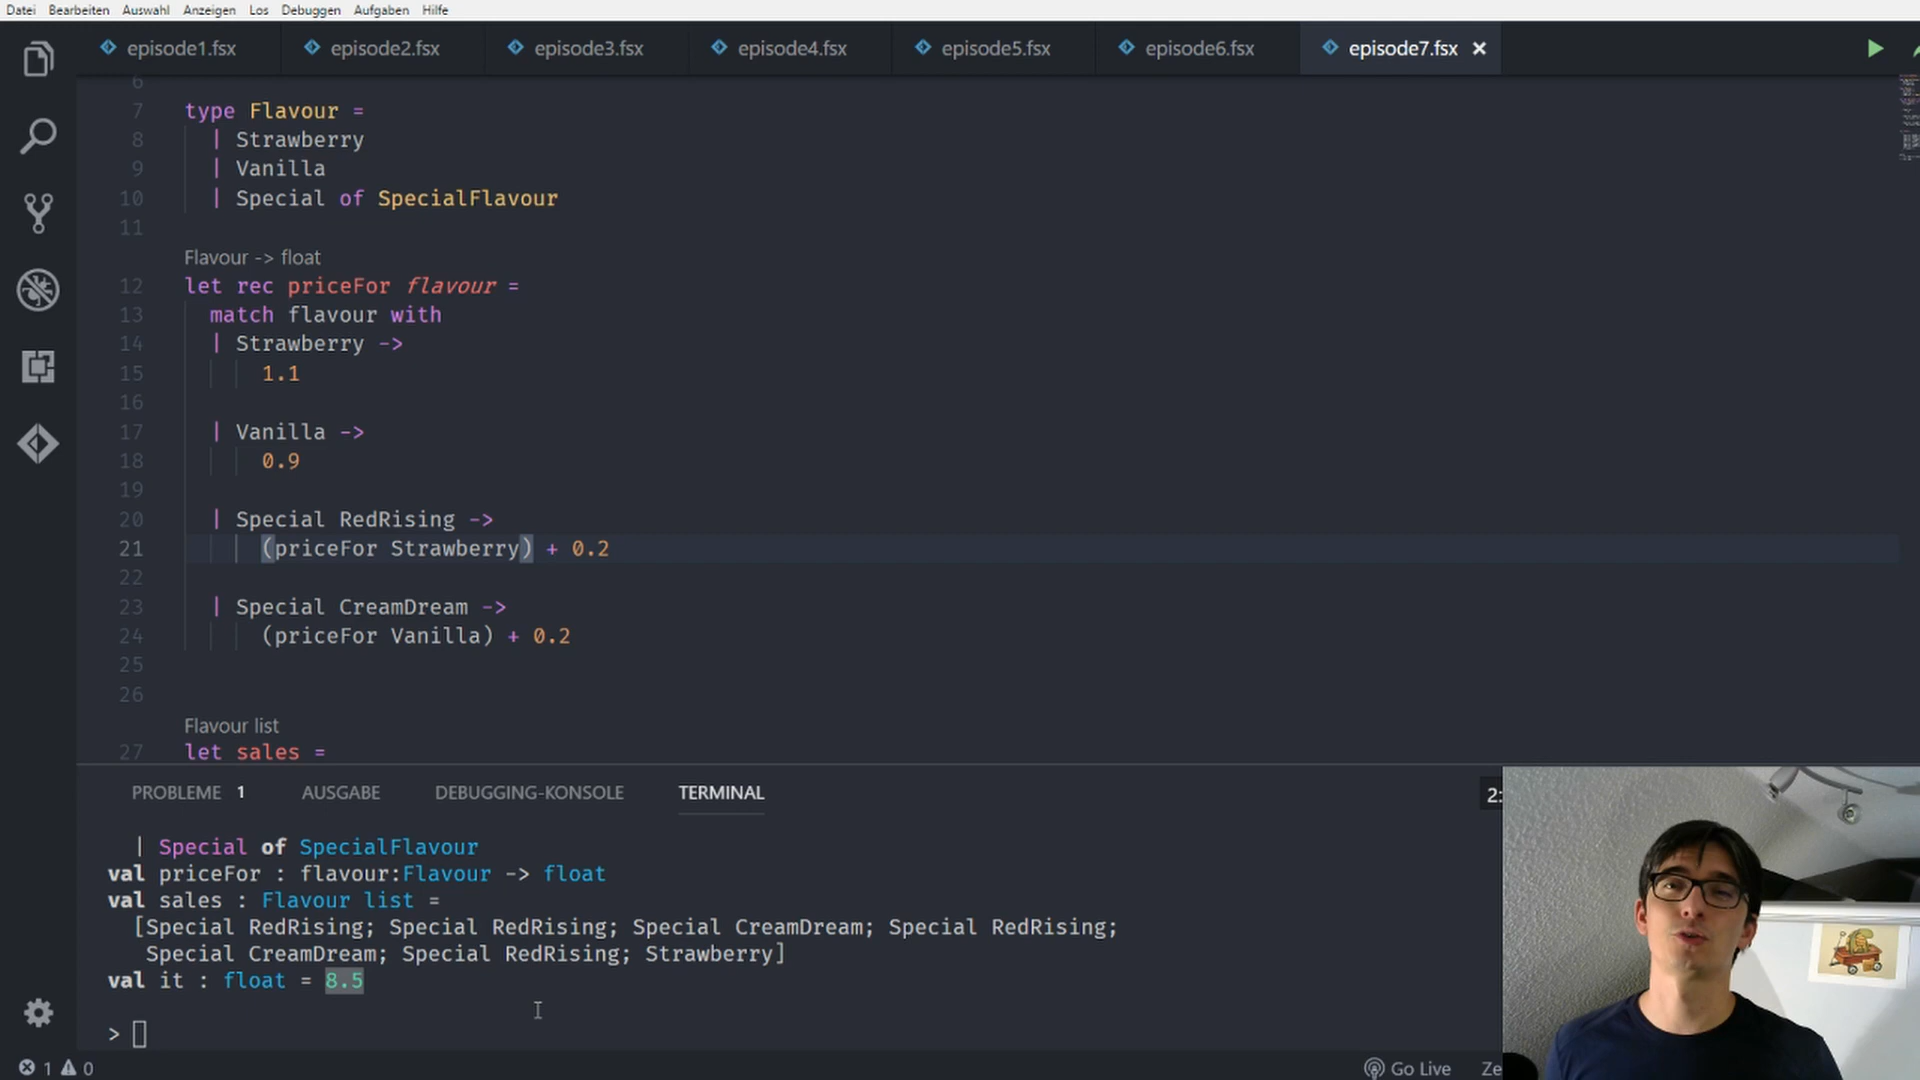 Datei Bearbeiten Auswahl Anzeigen Los Debuggen Aufgaben Hilfe
episode1.fsx episode2.fsx episode3.fsx episode4.fsx episode5.fsx episode6.fsx episode7.fsx ×
6
7 type Flavour =
8 | Strawberry
9 | Vanilla
10 | Special of SpecialFlavour
11
Flavour -> float
12 let rec priceFor flavour =
13 match flavour with
14 | Strawberry ->
15 1.1
16
17 | Vanilla ->
18 0.9
19
20 | Special RedRising ->
21 (priceFor Strawberry) + 0.2
22
23 | Special CreamDream ->
24 (priceFor Vanilla) + 0.2
25
26
Flavour list
27 let sales =
PROBLEME 1 AUSGABE DEBUGGING-KONSOLE TERMINAL 2:
| Special of SpecialFlavour
val priceFor : flavour:Flavour -> float
val sales : Flavour list =
[Special RedRising; Special RedRising; Special CreamDream; Special RedRising;
Special CreamDream; Special RedRising; Strawberry]
val it : float = 8.5
>
1 0 Go Live Ze